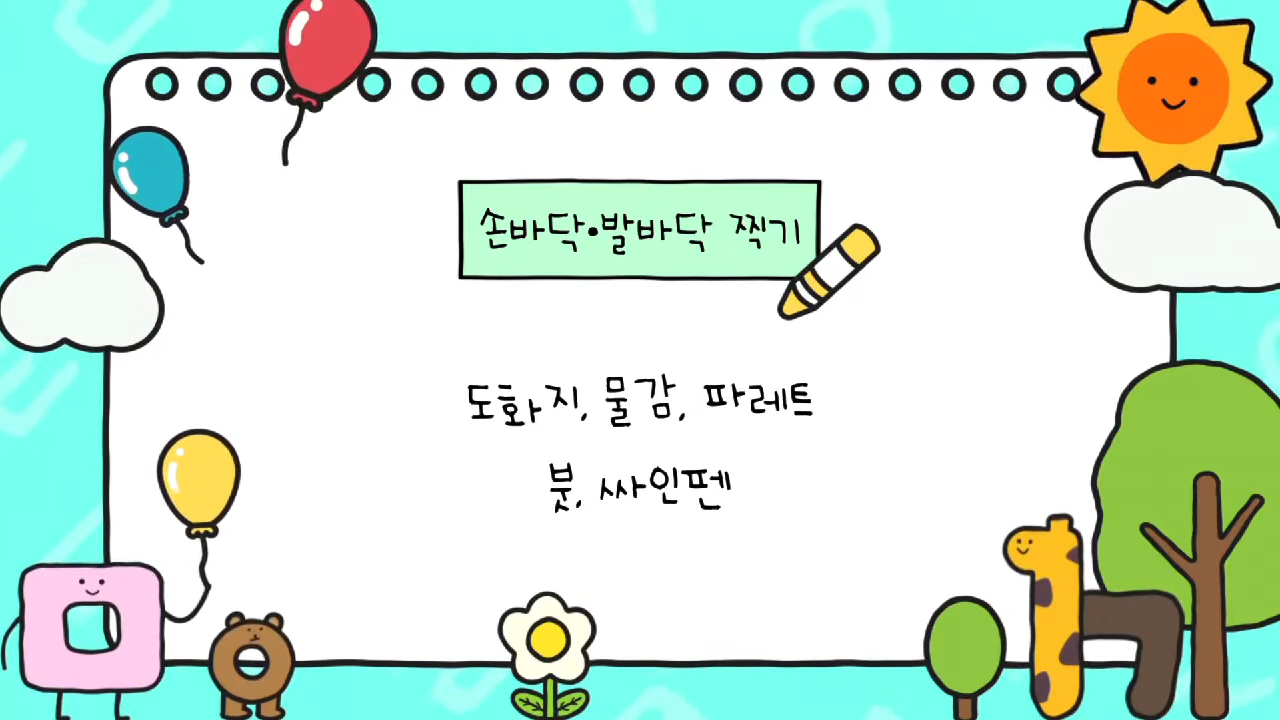 손바닥•발바닥 찍기
도화지, 물감, 파레트
붓, 싸인펜